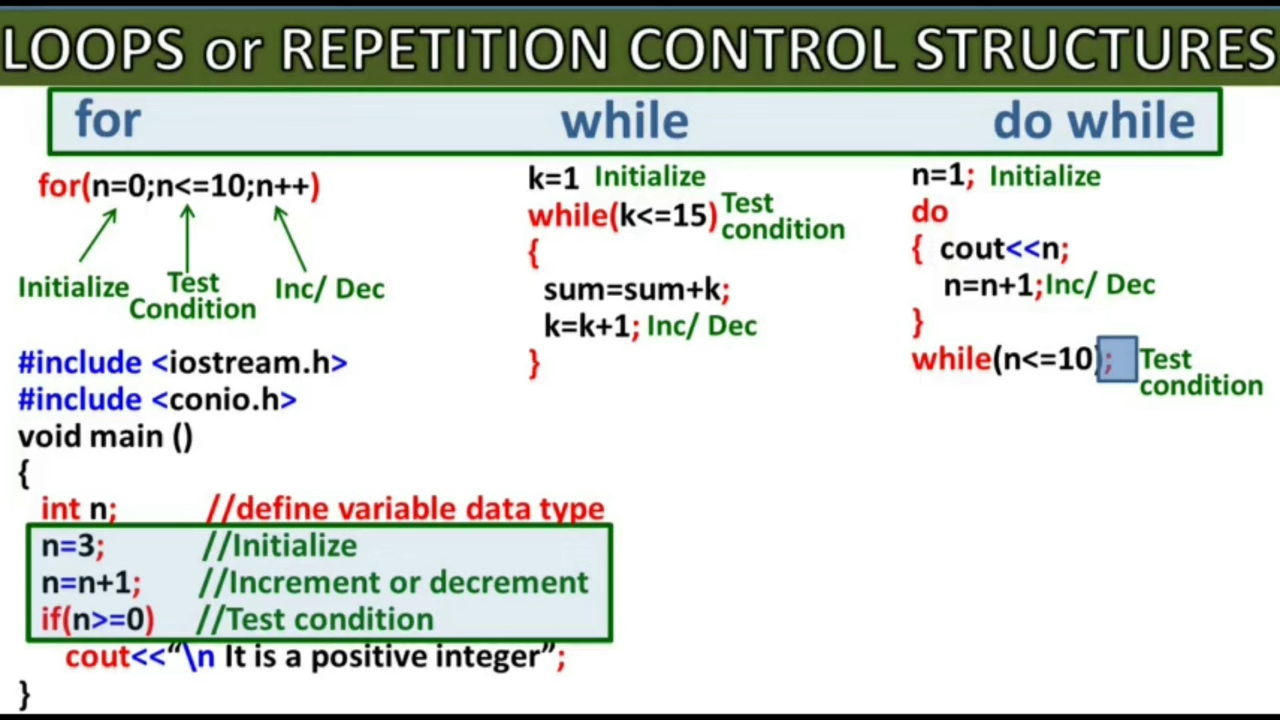 LOOPS or REPETITION CONTROL STRUCTURES
for while do while
for(n=0;n<=10;n++)
Initialize Test Condition Inc/ Dec
#include <iostream.h>
#include <conio.h>
void main ()
{
int n; //define variable data type
n=3; //Initialize
n=n+1; //Increment or decrement
if(n>=0) //Test condition
cout<<“\n It is a positive integer”;
}
k=1 Initialize
while(k<=15) Test condition
{
sum=sum+k;
k=k+1; Inc/ Dec
}
n=1; Initialize
do
{ cout<<n;
n=n+1; Inc/ Dec
}
while(n<=10); Test condition